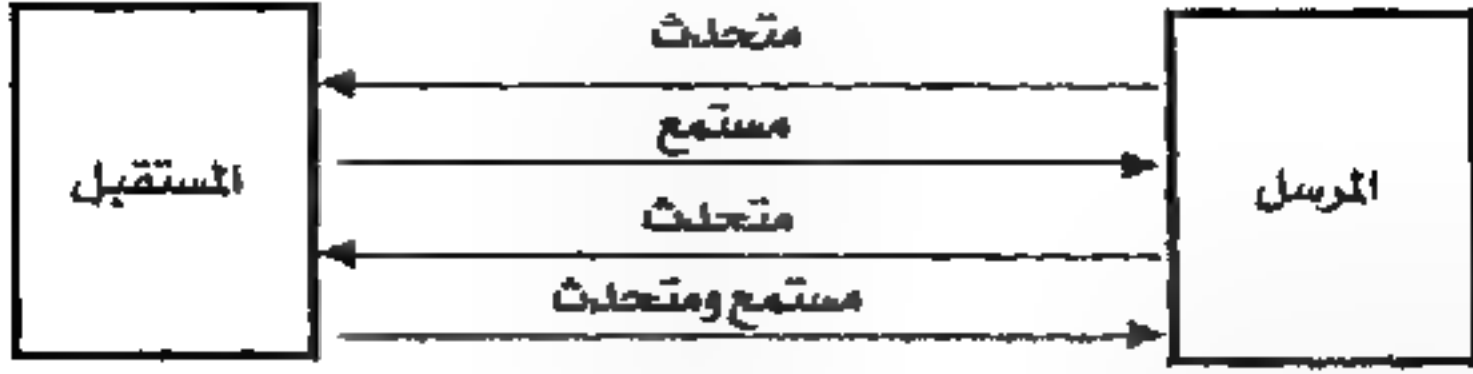 متحدث
مستمع
المرسل
المستقبل
متحدث
مستمع ومتحدث